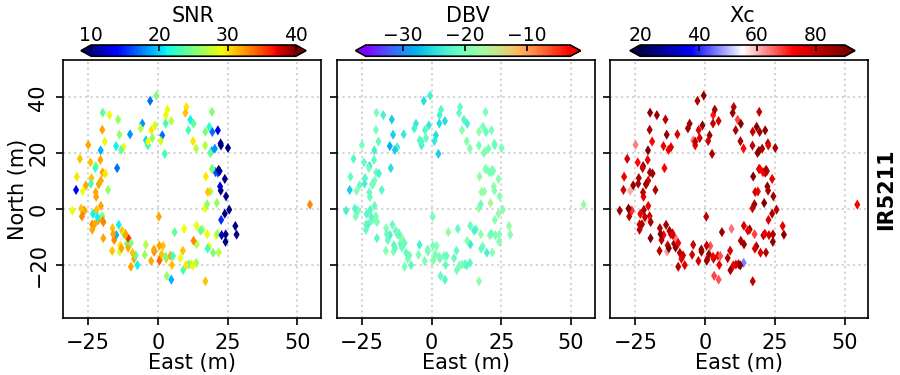 SNR DBV Xc
10 20 30 40 −30 −20 −10 20 40 60 80
40
20
0
−20
North (m)
−25 0 25 50 −25 0 25 50 −25 0 25 50
East (m) East (m) East (m)
IR5211